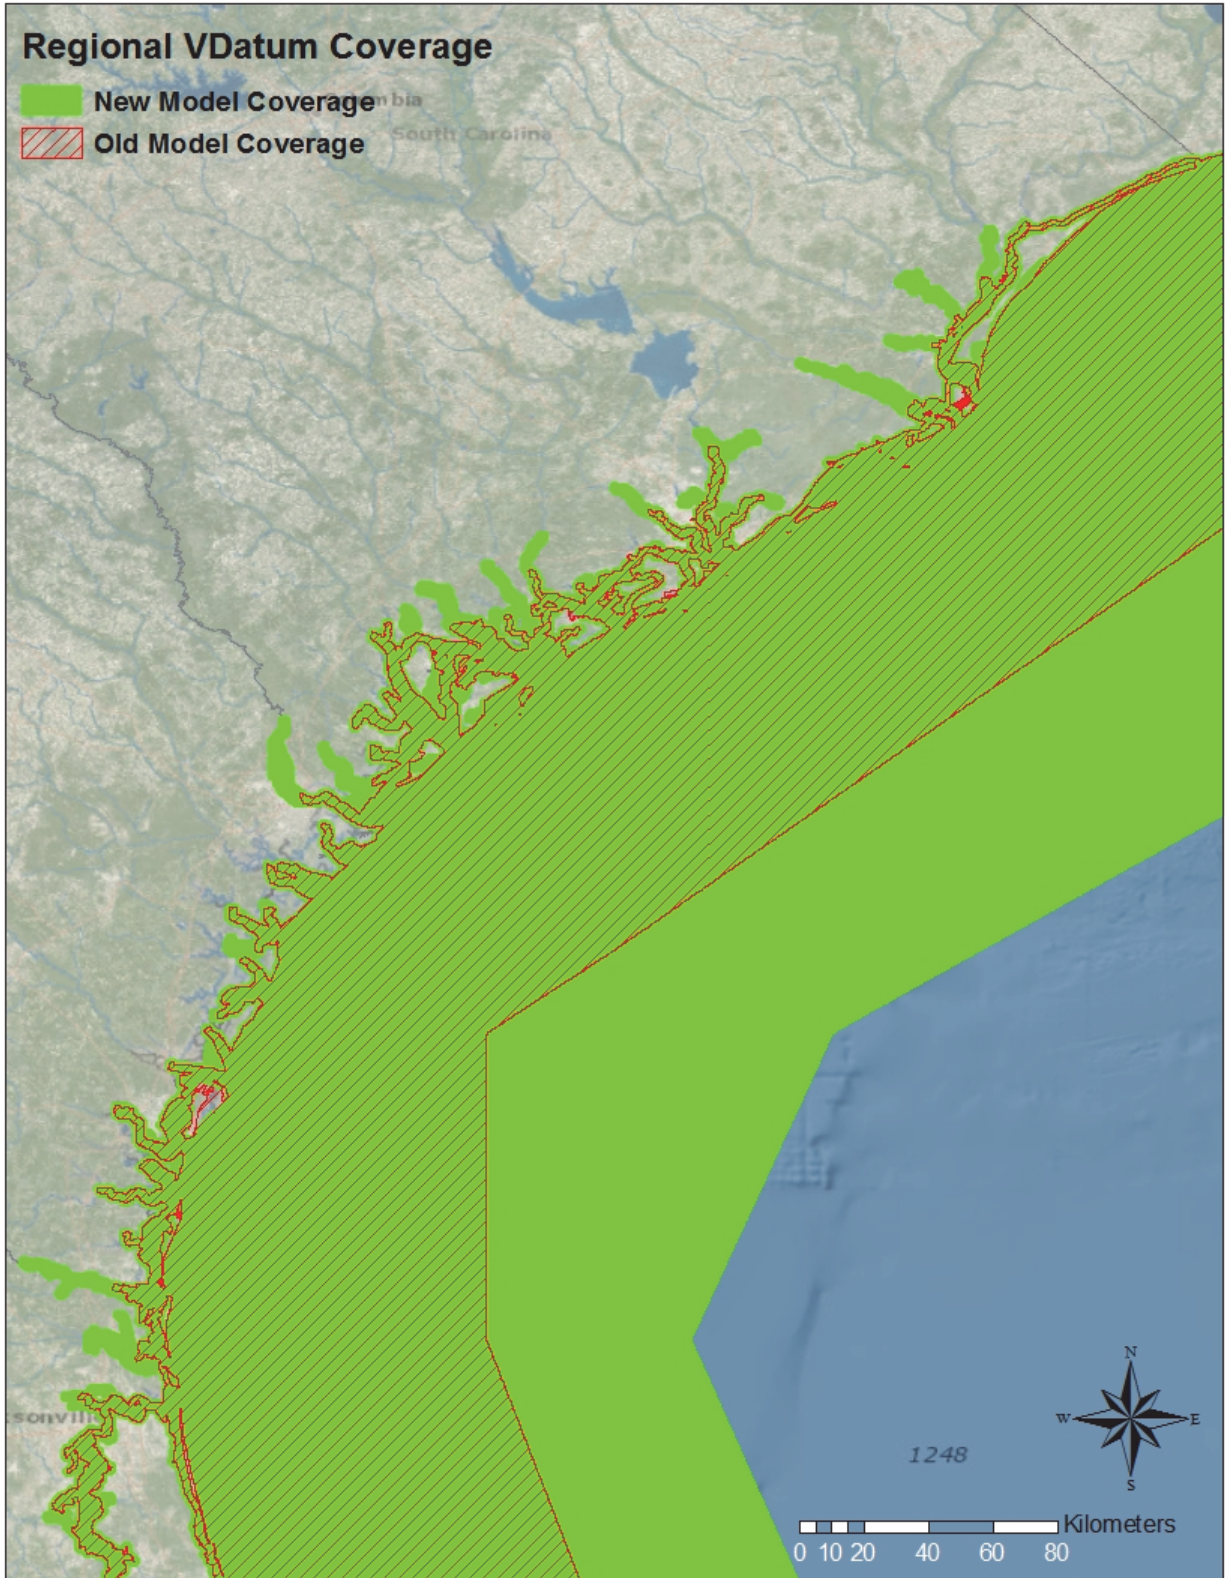 Regional VDatum Coverage
New Model Coverage
Old Model Coverage
South Carolina
sonville
N
W
E
S
1248
Kilometers
0 10 20 40 60 80